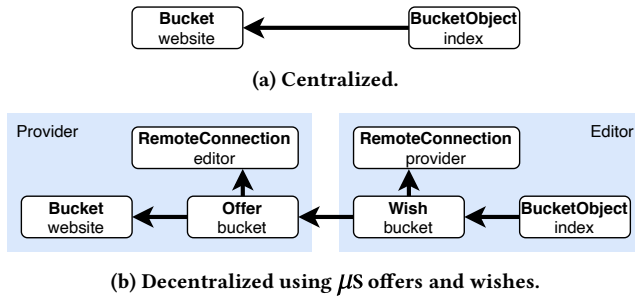 Bucket
website
BucketObject
index
(a) Centralized.
Provider
Editor
RemoteConnection
editor
RemoteConnection
provider
Bucket
website
Offer
bucket
Wish
bucket
BucketObject
index
(b) Decentralized using μS offers and wishes.